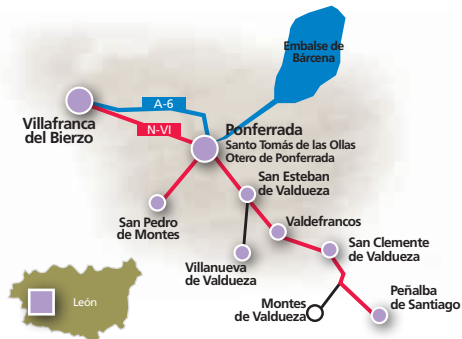 Embalse de
Bárcena
A-6
Villafranca
del Bierzo
N-VI
Ponferrada
Santo Tomás de las Ollas
Otero de Ponferrada
San Esteban
de Valdueza
San Pedro
de Montes
Valdefrancos
San Clemente
de Valdueza
Villanueva
de Valdueza
Peñalba
de Santiago
Montes
de Valdueza
León